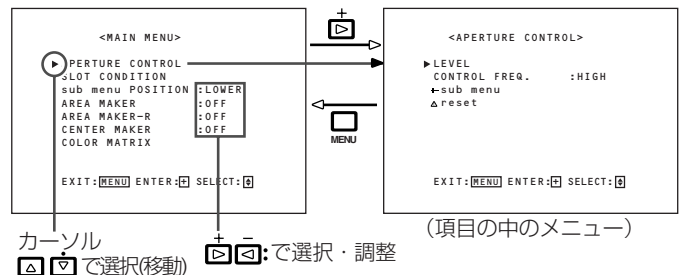 <MAIN MENU>
▶PERTURE CONTROL
SLOT CONDITION
sub menu POSITION :LOWER
AREA MAKER :OFF
AREA MAKER-R :OFF
CENTER MAKER :OFF
COLOR MATRIX
EXIT:MENU ENTER:+ SELECT:
+
MENU
<APERTURE CONTROL>
▶LEVEL
CONTROL FREQ. :HIGH
←sub menu
△reset
EXIT:MENU ENTER:+ SELECT:
カーソル
△ ▽ で選択(移動)
+ −
▷ ◁:で選択・調整
(項目の中のメニュー)